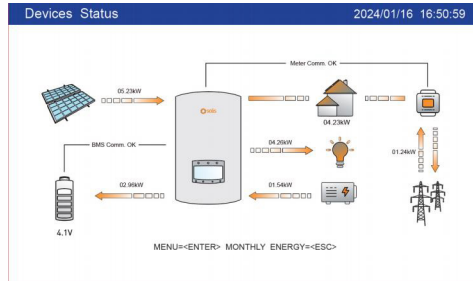 Devices Status 2024/01/16 16:50:59
Meter Comm. OK
05.23kW
solis
04.23kW
BMS Comm. OK
04.26kW
01.24kW
02.96kW
01.54kW
4.1V
MENU=<ENTER> MONTHLY ENERGY=<ESC>